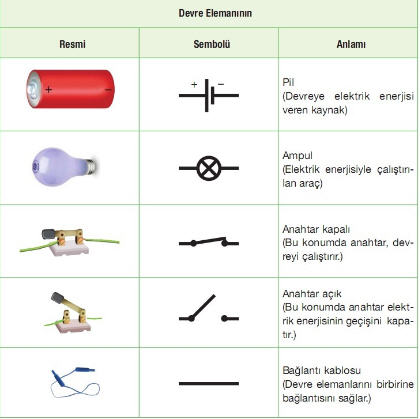 Devre Elemanının
Resmi Sembolü Anlamı
+ −
+ −
Pil
(Devreye elektrik enerjisi
veren kaynak)
Ampul
(Elektrik enerjisiyle çalıştırı-
lan araç)
Anahtar kapalı
(Bu konumda anahtar, dev-
reyi çalıştırır.)
Anahtar açık
(Bu konumda anahtar elekt-
rik enerjisinin geçişini kapa-
tır.)
Bağlantı kablosu
(Devre elemanlarını birbirine
bağlantısını sağlar.)